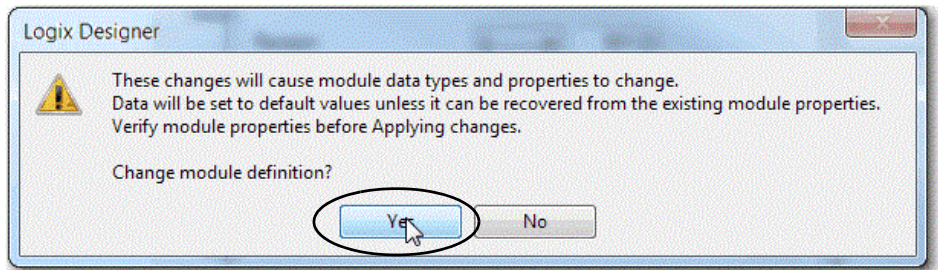 Logix Designer
These changes will cause module data types and properties to change.
Data will be set to default values unless it can be recovered from the existing module properties.
Verify module properties before Applying changes.
Change module definition?
Yes
No